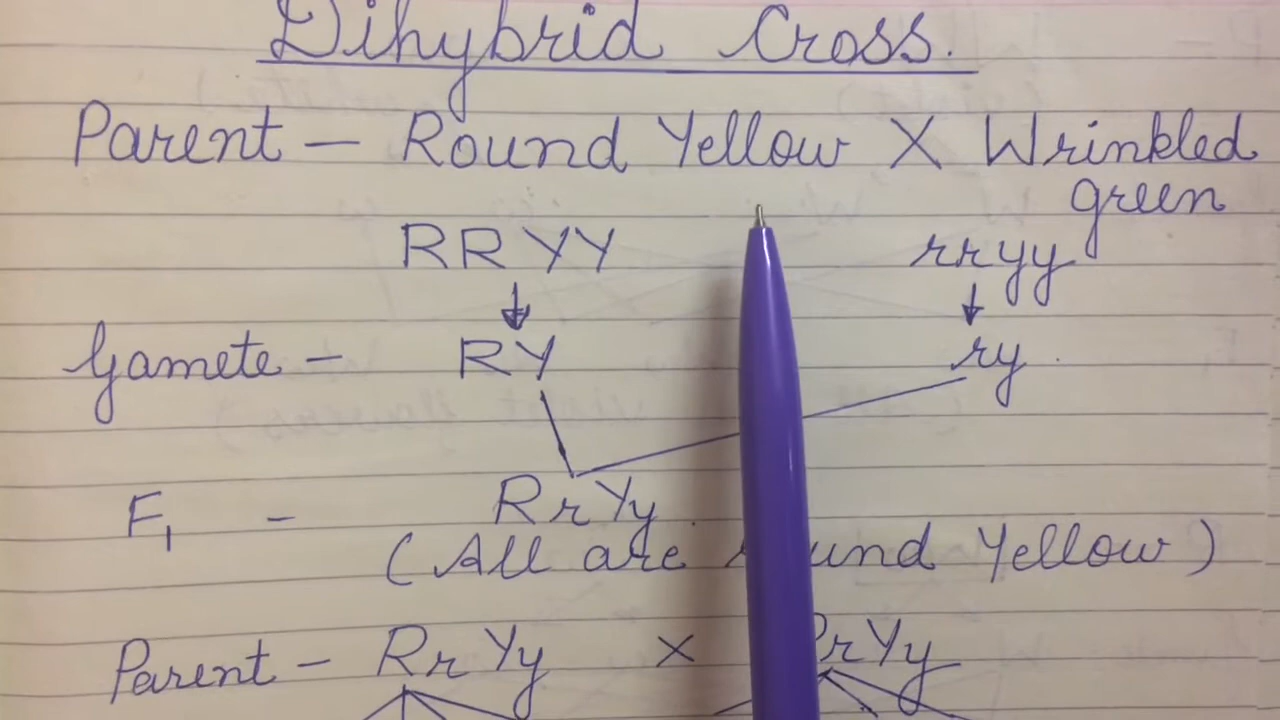 Dihybrid Cross.
Parent - Round Yellow X Wrinkled
green
RRYY rryy
Gamete - RY ry
F1 - RrYy
(All are Yellow)
Parent - RrYy x rYy